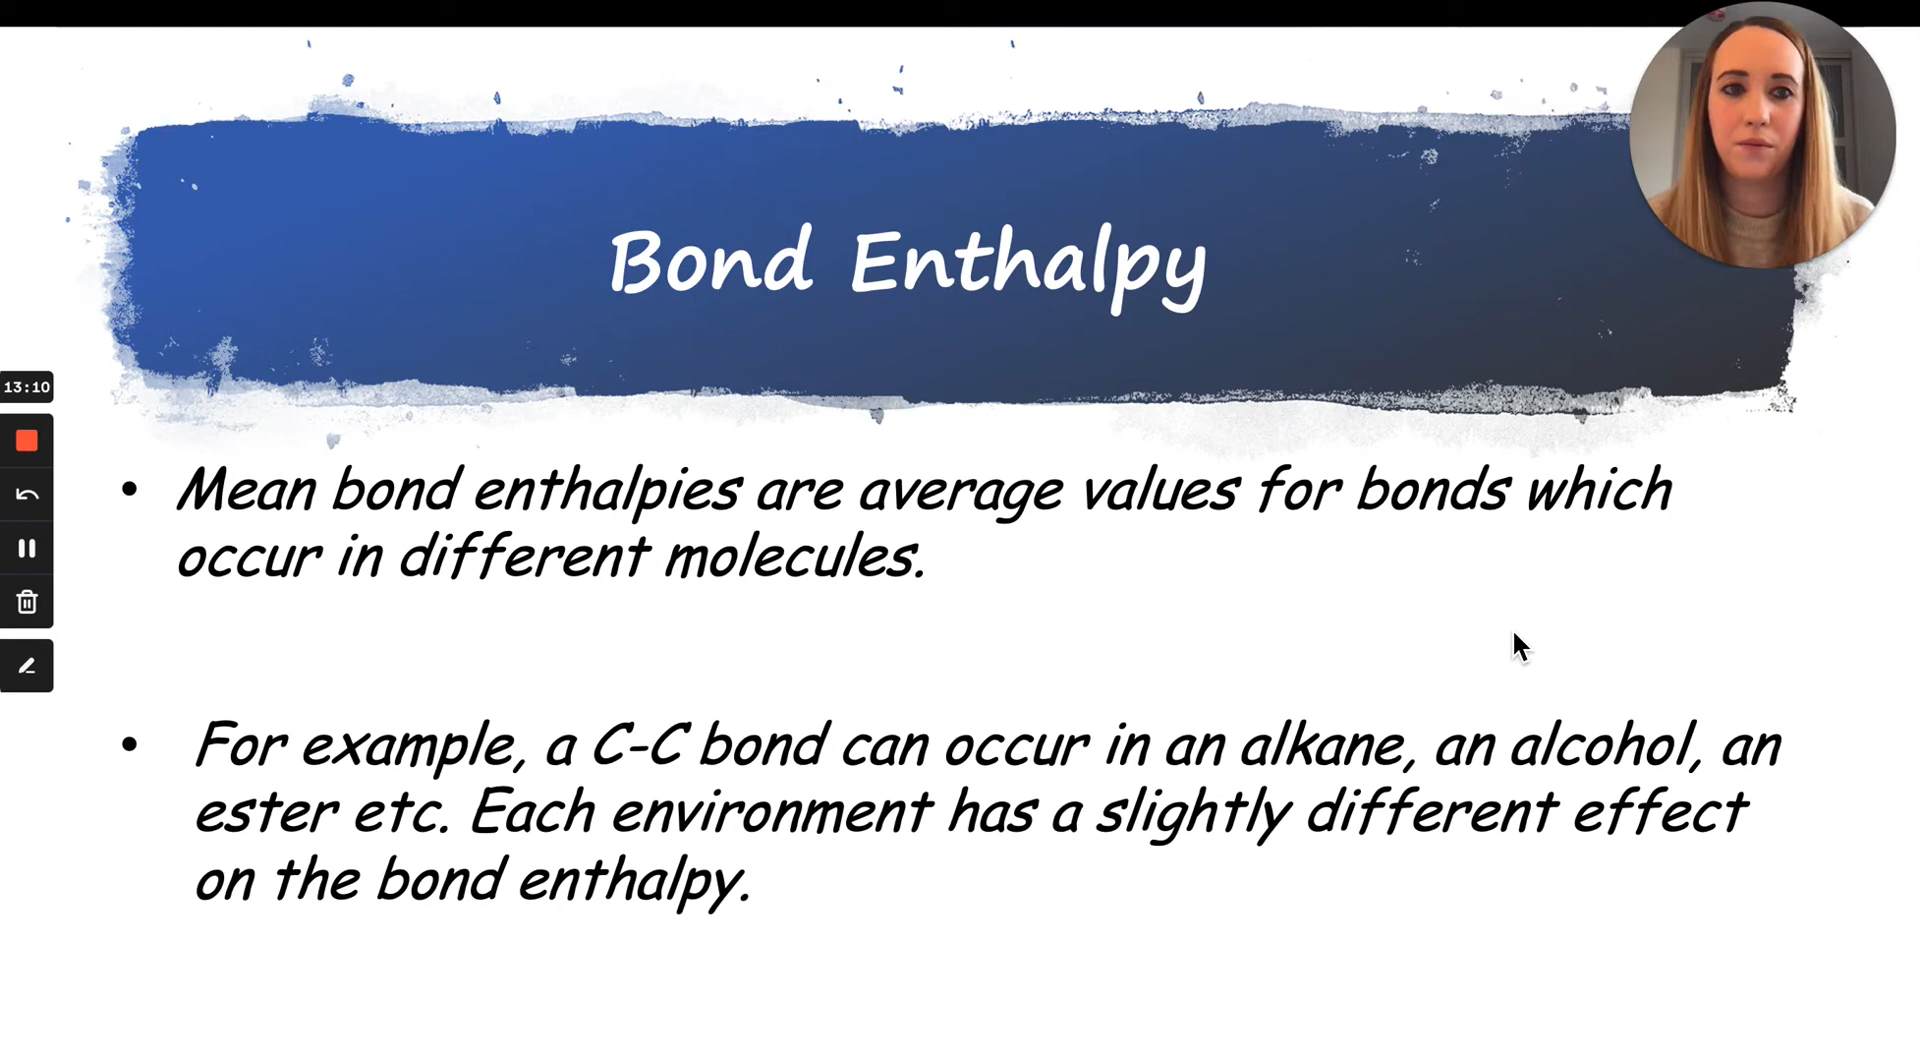 Bond Enthalpy
13:10
• Mean bond enthalpies are average values for bonds which
occur in different molecules.
• For example, a C-C bond can occur in an alkane, an alcohol, an
ester etc. Each environment has a slightly different effect
on the bond enthalpy.